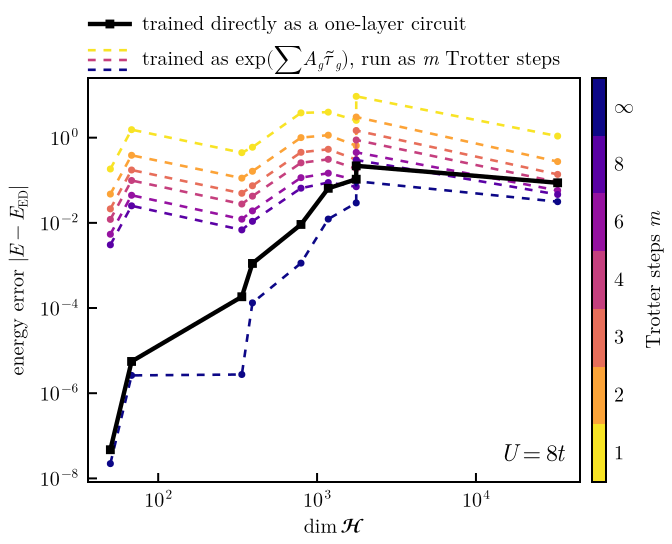 trained directly as a one-layer circuit
trained as exp(∑A_g τ̃_g), run as m Trotter steps
energy error |E − E_ED|
10^0
10^−2
10^−4
10^−6
10^−8
10^2
10^3
10^4
dim ℋ
U = 8t
∞
8
6
4
3
2
1
Trotter steps m